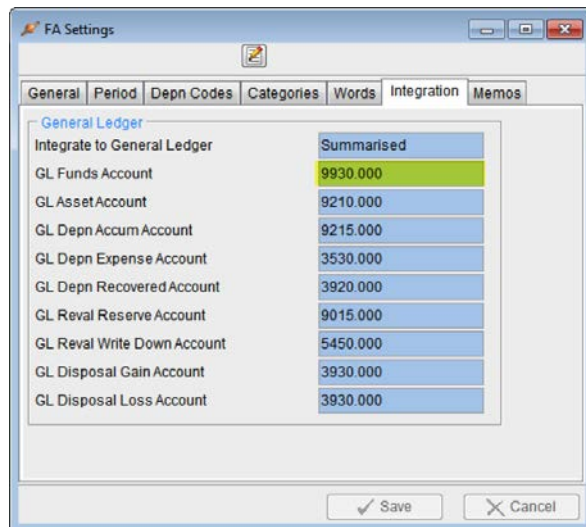 FA Settings
General Period Depn Codes Categories Words Integration Memos
General Ledger
Integrate to General Ledger Summarised
GL Funds Account 9930.000
GL Asset Account 9210.000
GL Depn Accum Account 9215.000
GL Depn Expense Account 3530.000
GL Depn Recovered Account 3920.000
GL Reval Reserve Account 9015.000
GL Reval Write Down Account 5450.000
GL Disposal Gain Account 3930.000
GL Disposal Loss Account 3930.000
Save Cancel